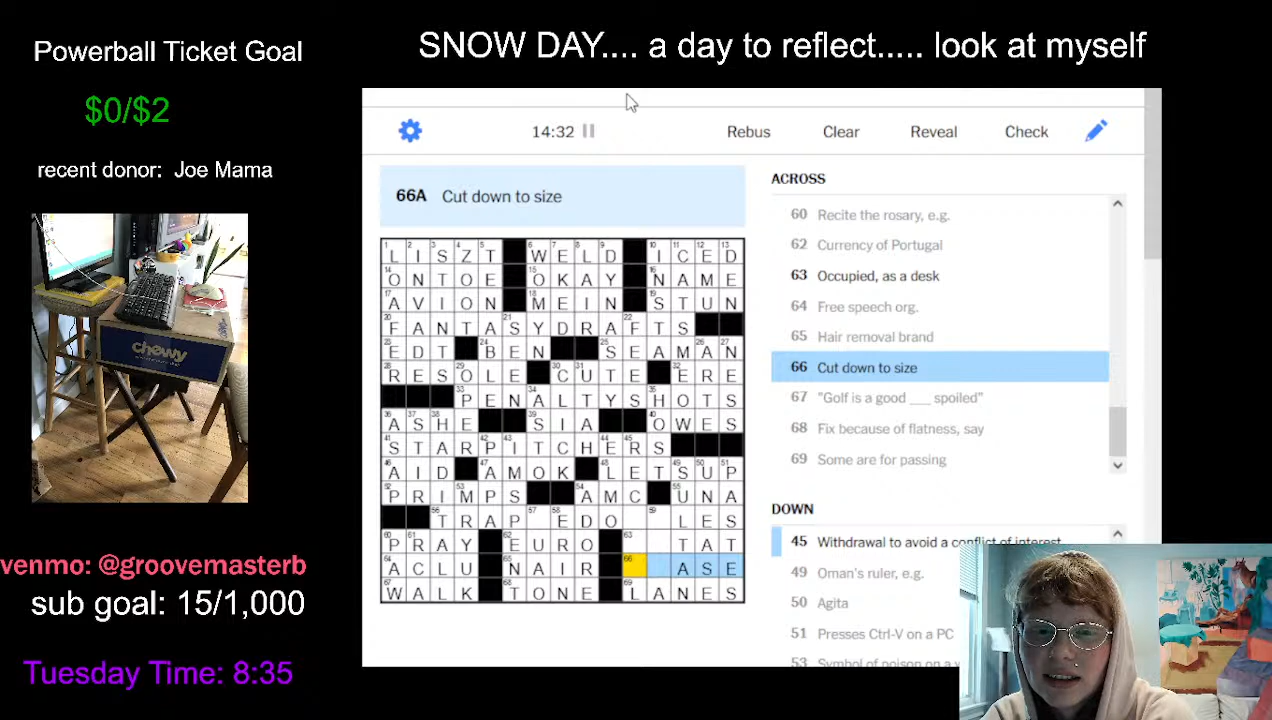 Powerball Ticket Goal
$0/$2
recent donor: Joe Mama
chewy
venmo: @groovemasterb
sub goal: 15/1,000
Tuesday Time: 8:35
SNOW DAY.... a day to reflect..... look at myself
14:32
Rebus
Clear
Reveal
Check
66A Cut down to size
LISZT WELD ICED
ONTOE OKAY NAME
AVION MEIN STUN
FANTASYDRAFTS
EDT BEN SEAMAN
RESOLE CUTE ERE
PENALTYSHOTS
ASHE SIA OWES
STARPITCHERS
AID AMOK LETSUP
PRIMPS AMC UNA
TRAP EDO LES
PRAY EURO TAT
ACLU NAIR ASE
WALK TONE LANES
ACROSS
60 Recite the rosary, e.g.
62 Currency of Portugal
63 Occupied, as a desk
64 Free speech org.
65 Hair removal brand
66 Cut down to size
67 "Golf is a good ___ spoiled"
68 Fix because of flatness, say
69 Some are for passing
DOWN
45 Withdrawal to avoid a conflict of interest
49 Oman's ruler, e.g.
50 Agita
51 Presses Ctrl-V on a PC
53 Symbol of poison on a